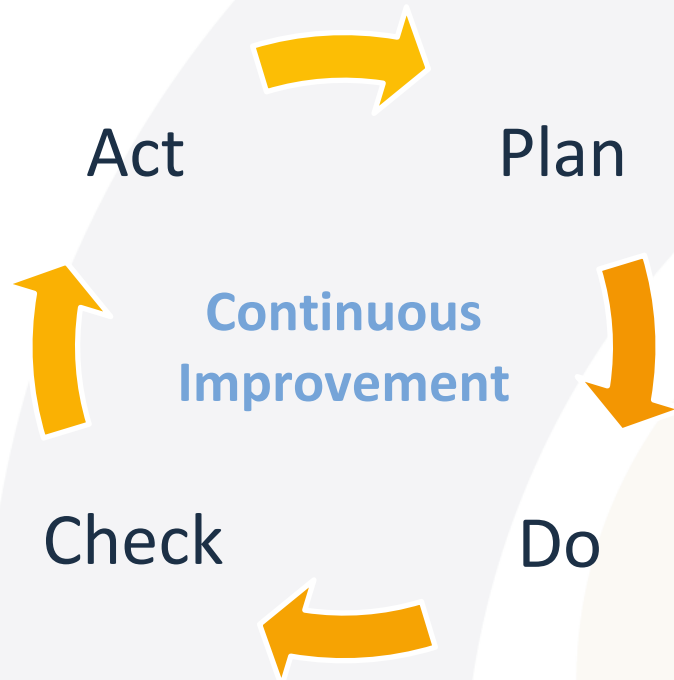 Act
Plan
Continuous
Improvement
Check
Do